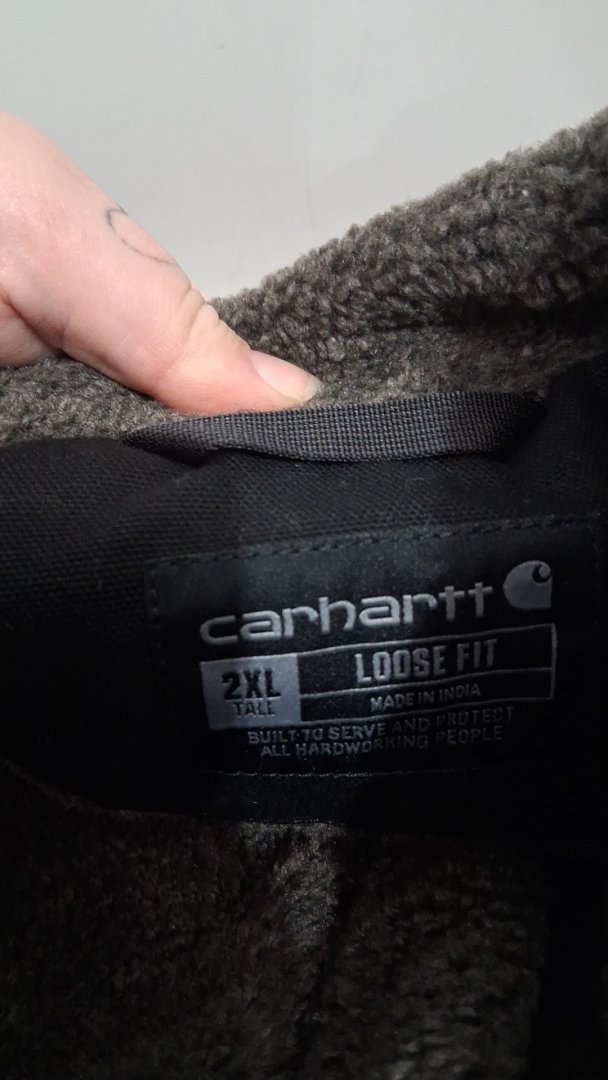 carhartt
2XL
TALL
LOOSE FIT
MADE IN INDIA
BUILT TO SERVE AND PROTECT
ALL HARDWORKING PEOPLE